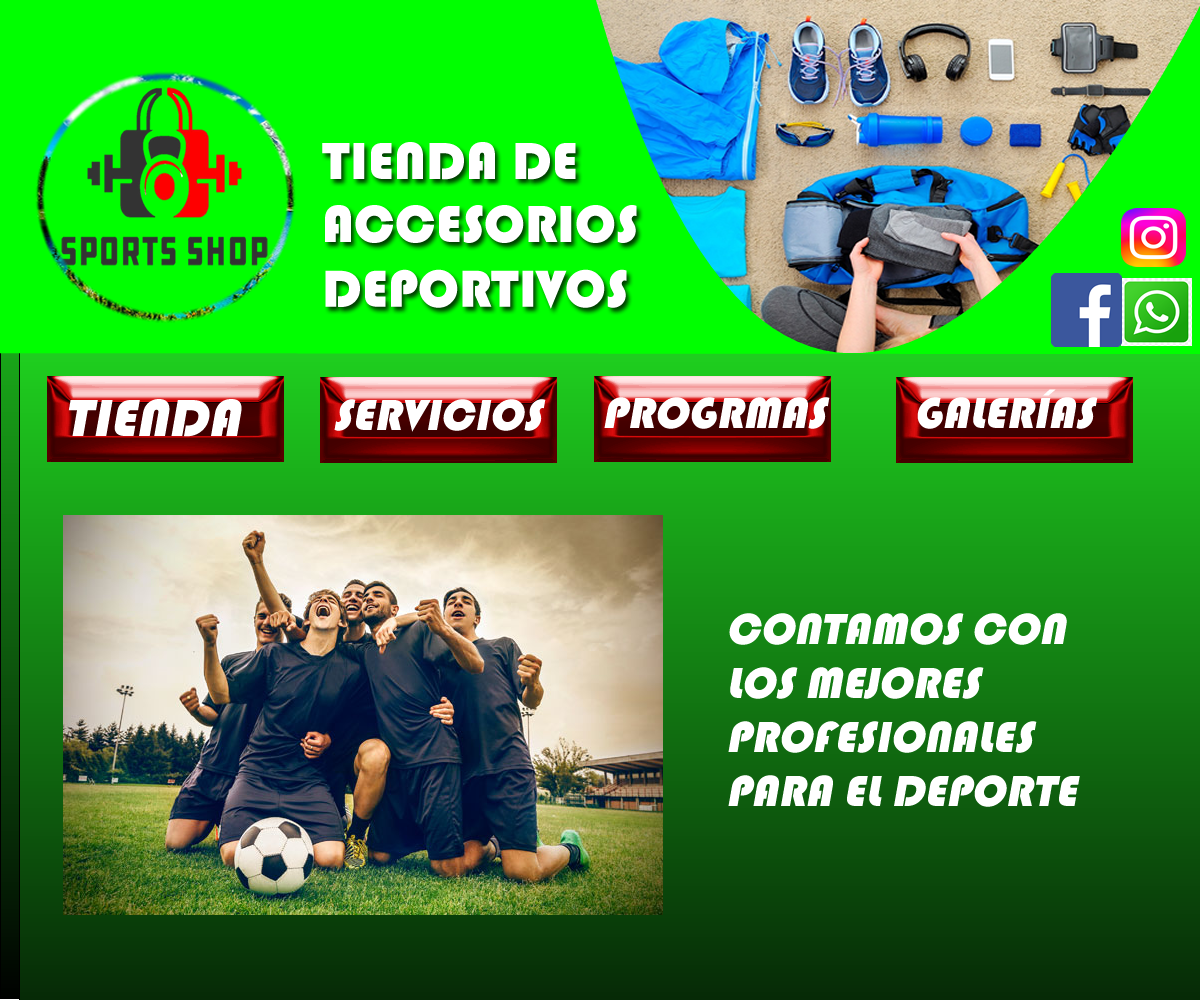 SPORTS SHOP
TIENDA DE
ACCESORIOS
DEPORTIVOS
TIENDA
SERVICIOS
PROGRMAS
GALERÍAS
CONTAMOS CON
LOS MEJORES
PROFESIONALES
PARA EL DEPORTE